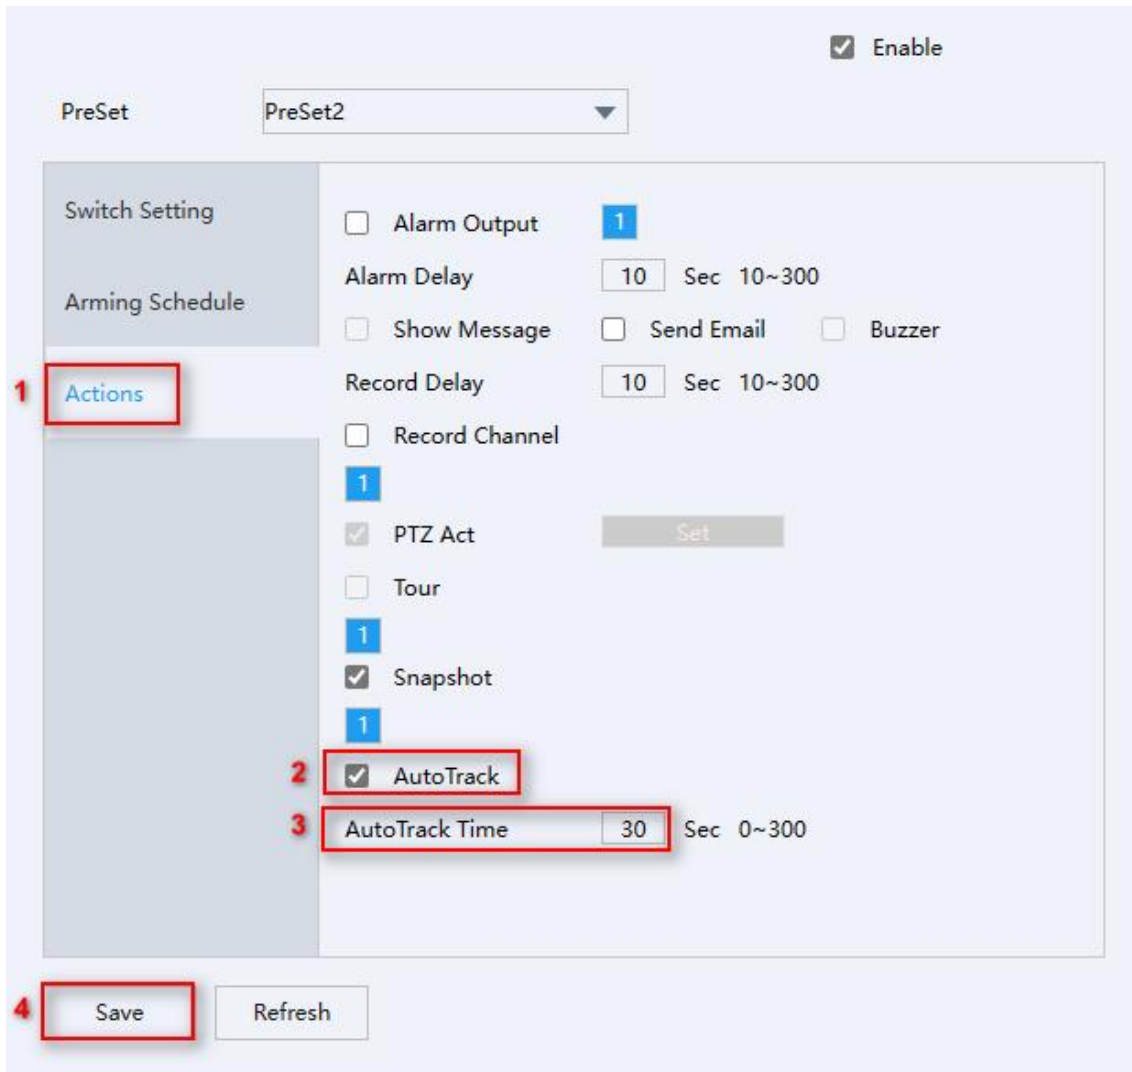 Enable
PreSet PreSet2
Switch Setting
Alarm Output 1
Alarm Delay 10 Sec 10~300
Arming Schedule
Show Message Send Email Buzzer
Record Delay 10 Sec 10~300
1 Actions
Record Channel
1
PTZ Act Set
Tour
1
Snapshot
1
2 AutoTrack
3 AutoTrack Time 30 Sec 0~300
4 Save Refresh